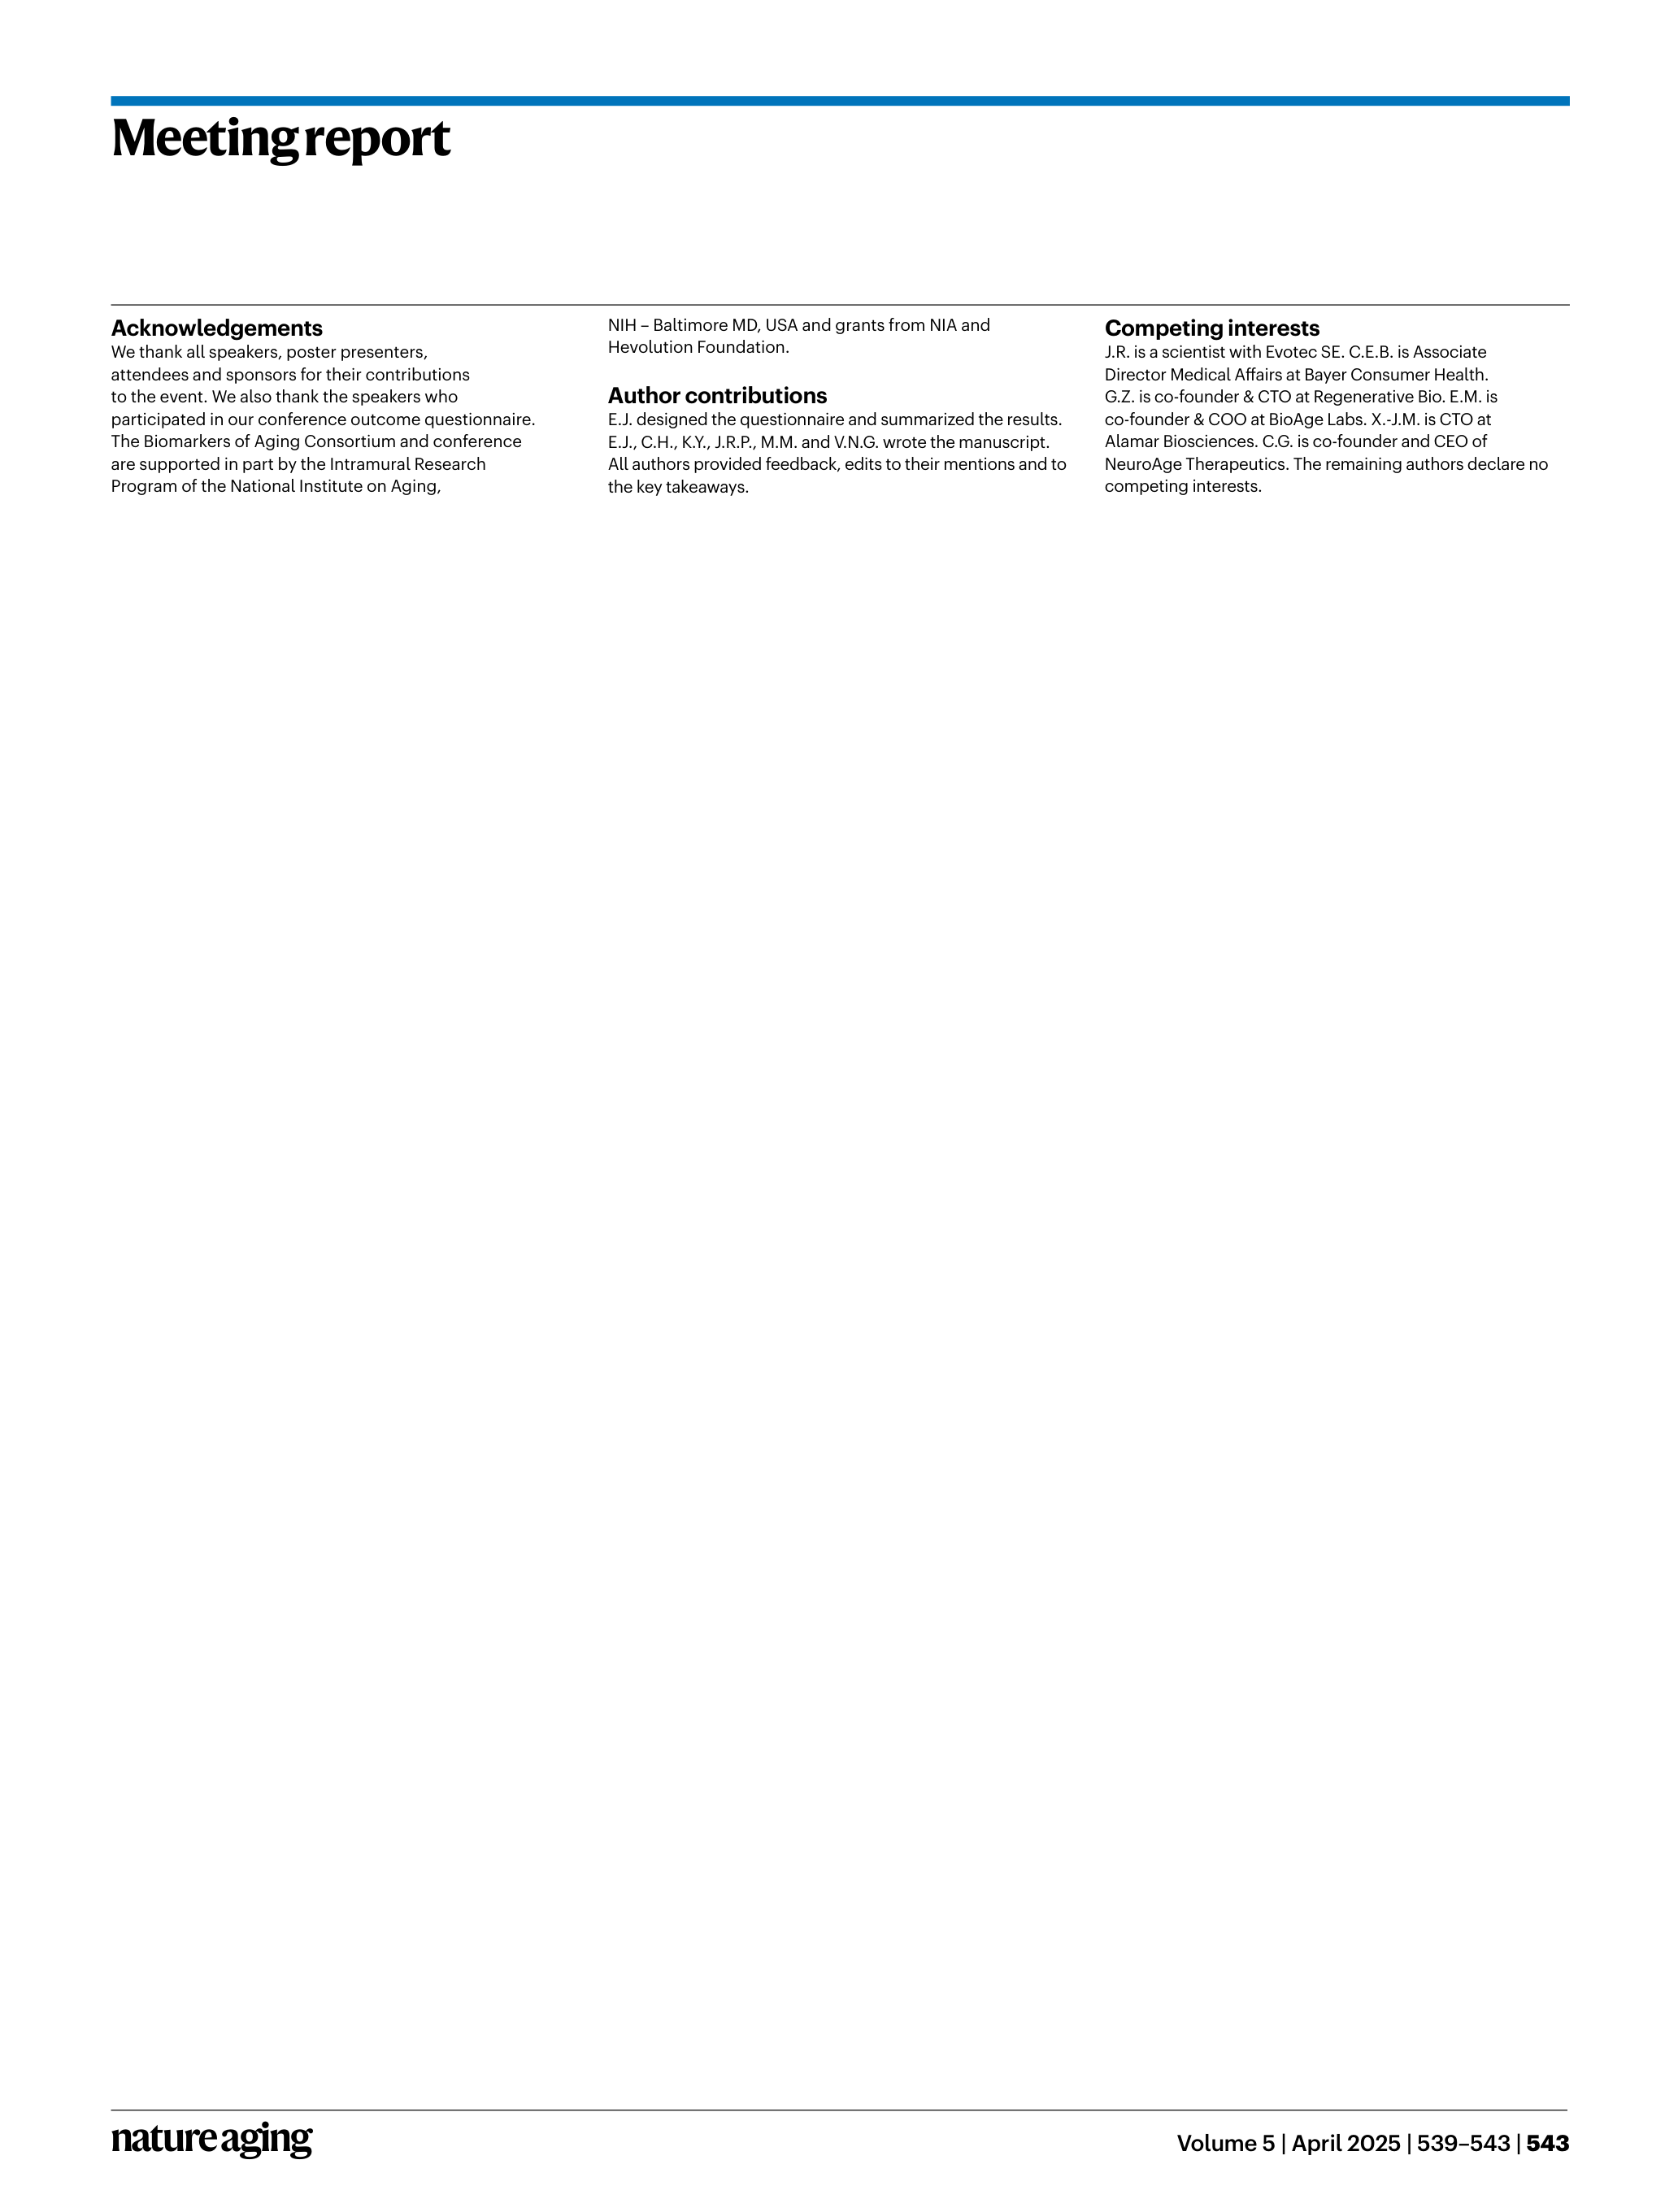 Meeting report
Acknowledgements
We thank all speakers, poster presenters,
attendees and sponsors for their contributions
to the event. We also thank the speakers who
participated in our conference outcome questionnaire.
The Biomarkers of Aging Consortium and conference
are supported in part by the Intramural Research
Program of the National Institute on Aging,
NIH – Baltimore MD, USA and grants from NIA and
Hevolution Foundation.
Author contributions
E.J. designed the questionnaire and summarized the results.
E.J., C.H., K.Y., J.R.P., M.M. and V.N.G. wrote the manuscript.
All authors provided feedback, edits to their mentions and to
the key takeaways.
Competing interests
J.R. is a scientist with Evotec SE. C.E.B. is Associate
Director Medical Affairs at Bayer Consumer Health.
G.Z. is co-founder & CTO at Regenerative Bio. E.M. is
co-founder & COO at BioAge Labs. X.-J.M. is CTO at
Alamar Biosciences. C.G. is co-founder and CEO of
NeuroAge Therapeutics. The remaining authors declare no
competing interests.
nature aging
Volume 5 | April 2025 | 539–543 | 543